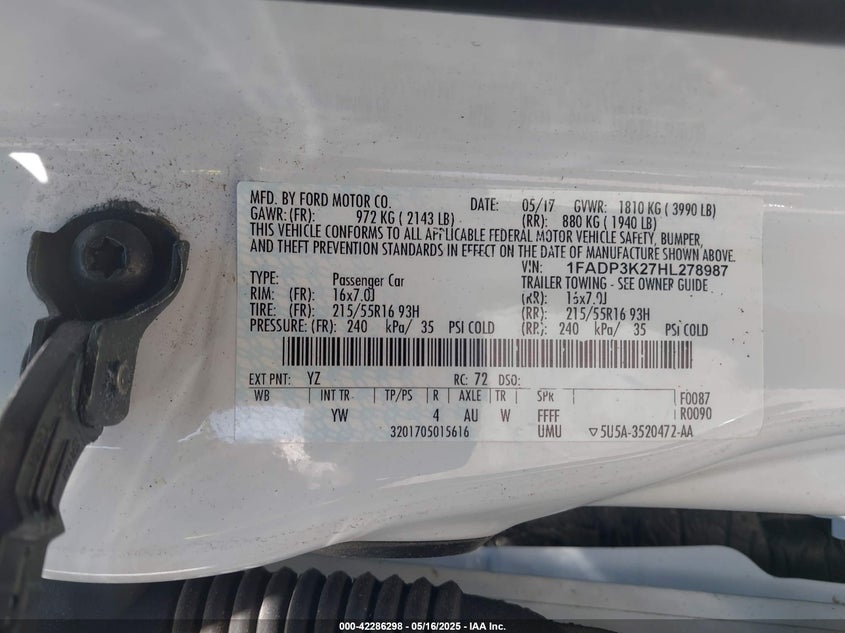 MFD. BY FORD MOTOR CO. DATE: 05/17 GVWR: 1810 KG ( 3990 LB)
GAWR: (FR): 972 KG ( 2143 LB) (RR): 880 KG ( 1940 LB)
THIS VEHICLE CONFORMS TO ALL APPLICABLE FEDERAL MOTOR VEHICLE SAFETY, BUMPER,
AND THEFT PREVENTION STANDARDS IN EFFECT ON THE DATE OF MANUFACTURE SHOWN ABOVE.
VIN: 1FADP3K27HL278987
TYPE: Passenger Car TRAILER TOWING - SEE OWNER GUIDE
RIM: (FR): 16x7.0J (RR): 16x7.0J
TIRE: (FR): 215/55R16 93H (RR): 215/55R16 93H
PRESSURE: (FR): 240 kPa/ 35 PSI COLD (RR): 240 kPa/ 35 PSI COLD
EXT PNT: YZ RC: 72 DSO:
WB INT TR TP/PS R AXLE TR SPR F0087
YW 4 AU W FFFF R0090
3201705015616 UMU ▽5U5A-3520472-AA
000-42286298 - 05/16/2025 - IAA Inc.